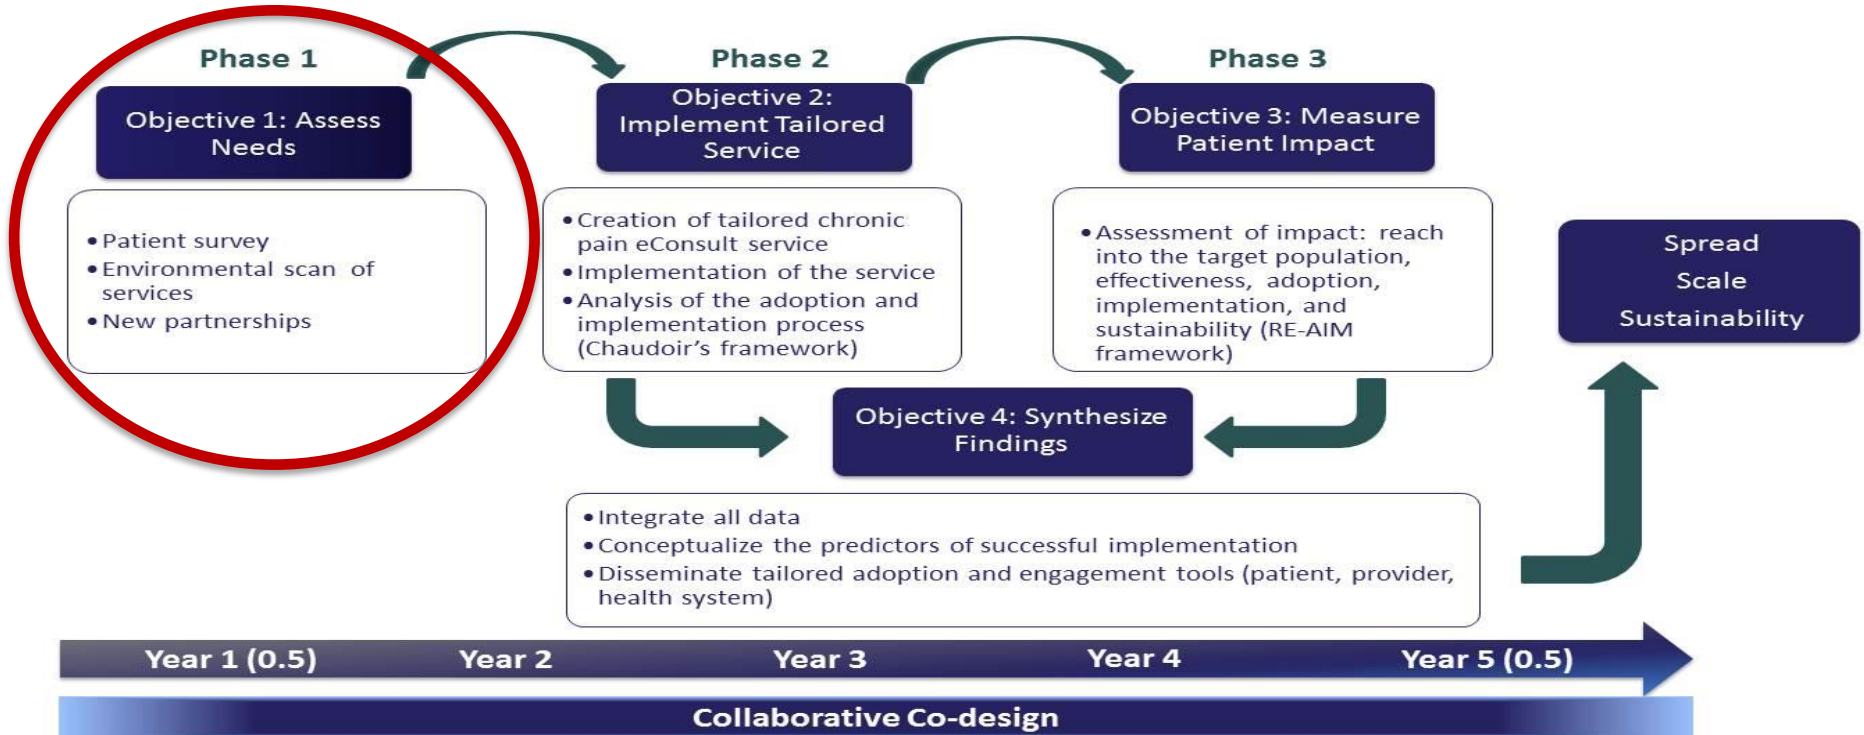 Phase 1
Objective 1: Assess
Needs
• Patient survey
• Environmental scan of
services
• New partnerships
Phase 2
Objective 2:
Implement Tailored
Service
• Creation of tailored chronic
pain eConsult service
• Implementation of the service
• Analysis of the adoption and
implementation process
(Chaudoir’s framework)
Phase 3
Objective 3: Measure
Patient Impact
• Assessment of impact: reach
into the target population,
effectiveness, adoption,
implementation, and
sustainability (RE-AIM
framework)
Objective 4: Synthesize
Findings
• Integrate all data
• Conceptualize the predictors of successful implementation
• Disseminate tailored adoption and engagement tools (patient, provider,
health system)
Spread
Scale
Sustainability
Year 1 (0.5) Year 2 Year 3 Year 4 Year 5 (0.5)
Collaborative Co-design